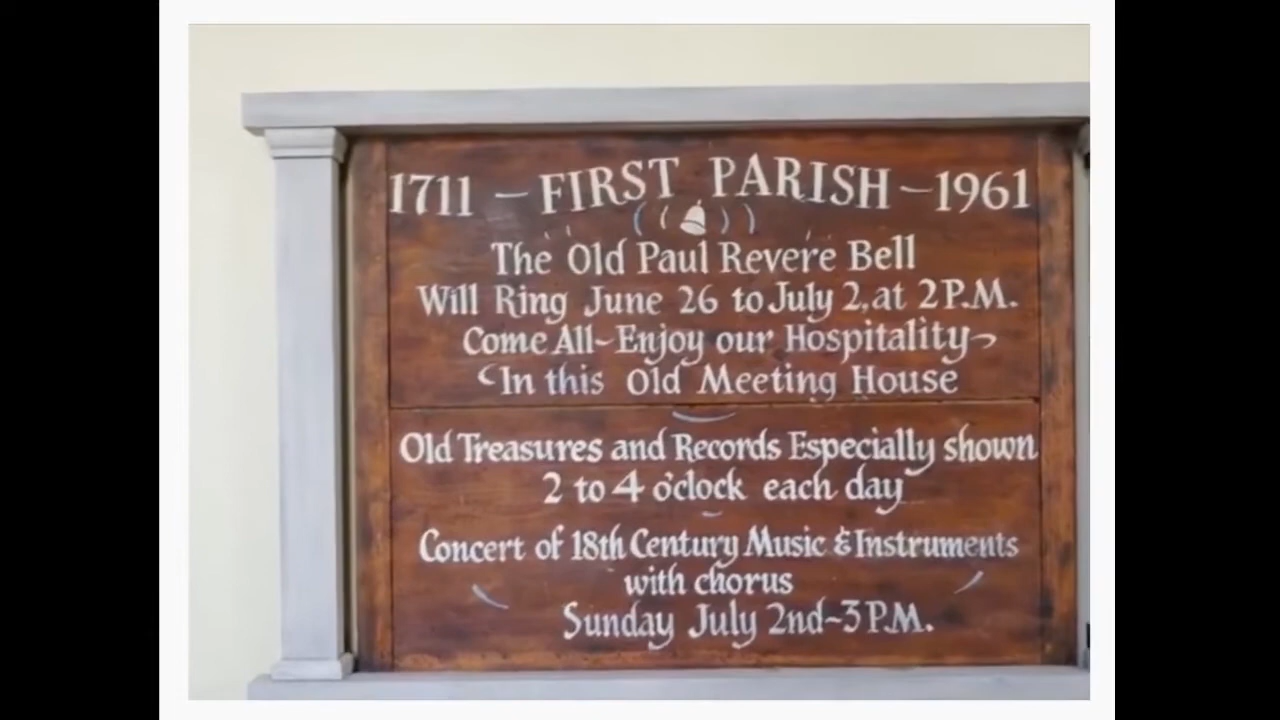 1711 – FIRST PARISH – 1961
The Old Paul Revere Bell
Will Ring June 26 to July 2, at 2 P.M.
Come All~Enjoy our Hospitality
In this Old Meeting House
Old Treasures and Records Especially shown
2 to 4 o'clock each day
Concert of 18th Century Music & Instruments
with chorus
Sunday July 2nd~3 P.M.